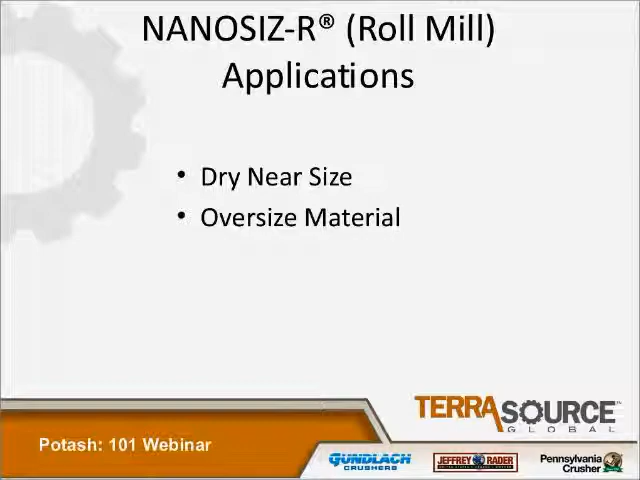 NANOSIZ-R® (Roll Mill)
Applications
• Dry Near Size
• Oversize Material
TERRASOURCE™
GLOBAL
Potash: 101 Webinar
GUNDLACH
CRUSHERS
JEFFREY RADER
Pennsylvania
Crusher